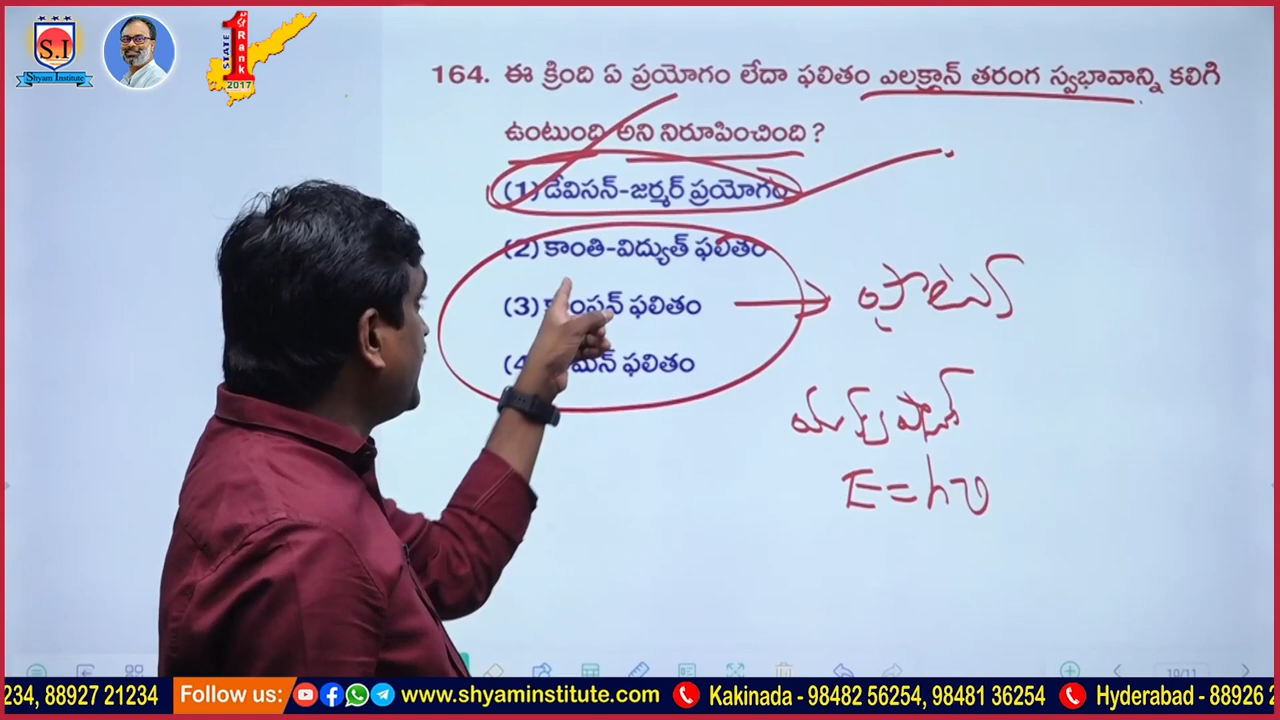 S.I
Shyam Institute
STATE
1
Rank
2017
164. ఈ క్రింది ఏ ప్రయోగం లేదా ఫలితం ఎలక్ట్రాన్ తరంగ స్వభావాన్ని కలిగి
ఉంటుంది అని నిరూపించింది ?
(1) డేవిసన్-జర్మర్ ప్రయోగం
(2) కాంతి-విద్యుత్ ఫలితం
(3) ఫలితం
(4 ఫలితం
E=hν
234, 88927 21234
Follow us:
www.shyaminstitute.com
Kakinada - 98482 56254, 98481 36254
Hyderabad - 88926 2